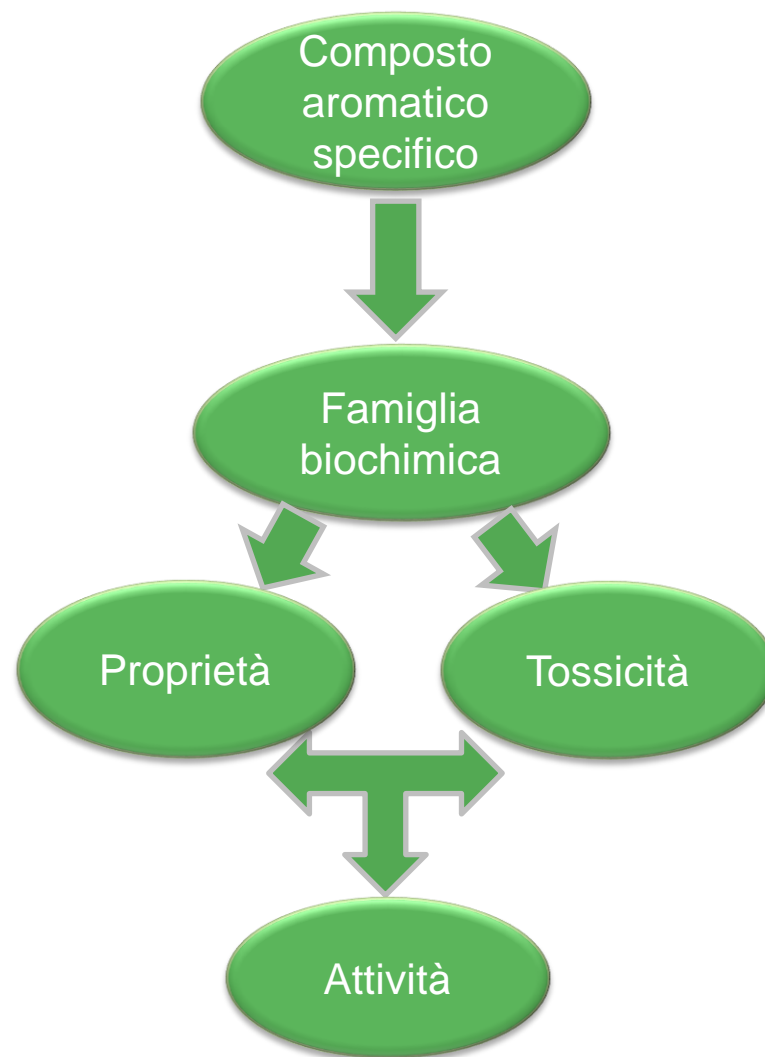 Composto
aromatico
specifico
Famiglia
biochimica
Proprietà
Tossicità
Attività